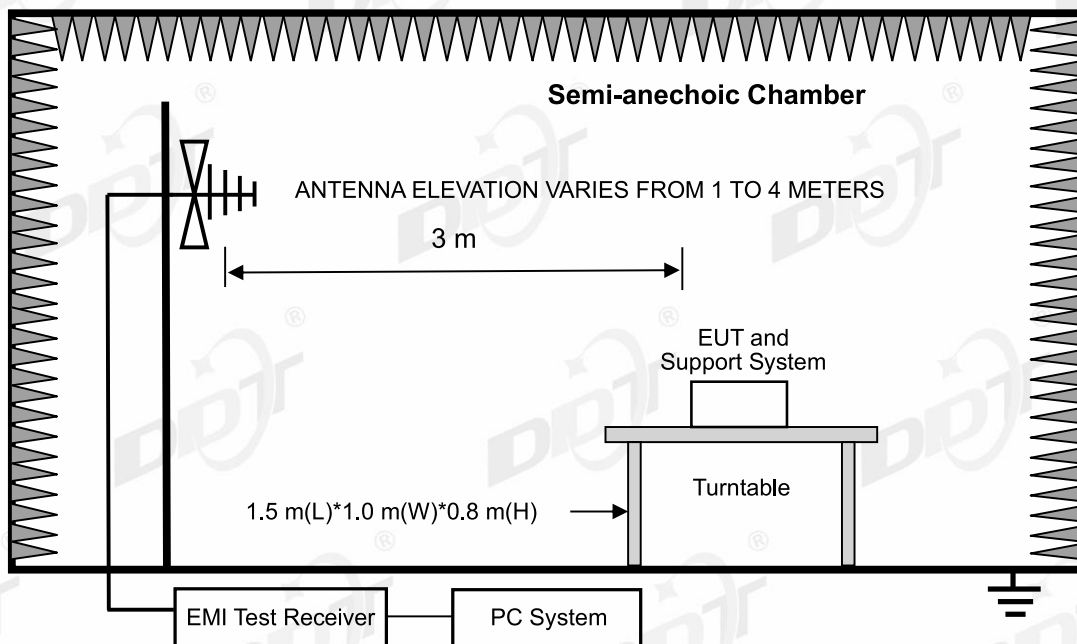 Semi-anechoic Chamber
ANTENNA ELEVATION VARIES FROM 1 TO 4 METERS
3 m
EUT and
Support System
Turntable
1.5 m(L)*1.0 m(W)*0.8 m(H)
EMI Test Receiver
PC System
DDT
®